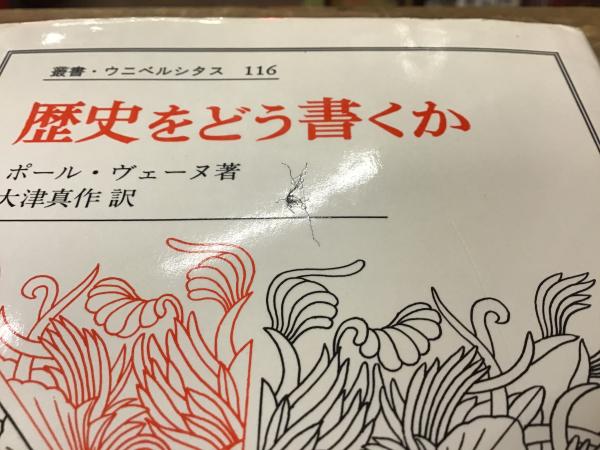 叢書・ウニベルシタス 116
歴史をどう書くか
ポール・ヴェーヌ著
大津真作 訳